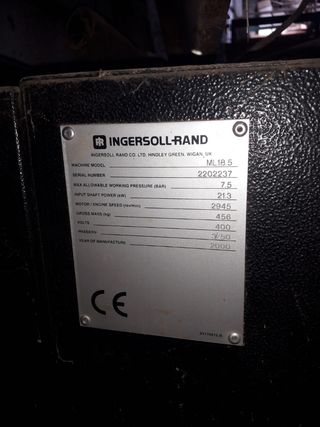 IR INGERSOLL-RAND
INGERSOLL RAND CO. LTD. HINDLEY GREEN. WIGAN, UK
MACHINE MODEL ML18.5
SERIAL NUMBER 2202237
MAX ALLOWABLE WORKING PRESSURE (BAR) 7,5
INPUT SHAFT POWER (kW) 21.3
MOTOR / ENGINE SPEED (rev/min) 2945
GROSS MASS (kg) 456
VOLTS 400
PHASE/Hz 3/50
YEAR OF MANUFACTURE 2000
CE